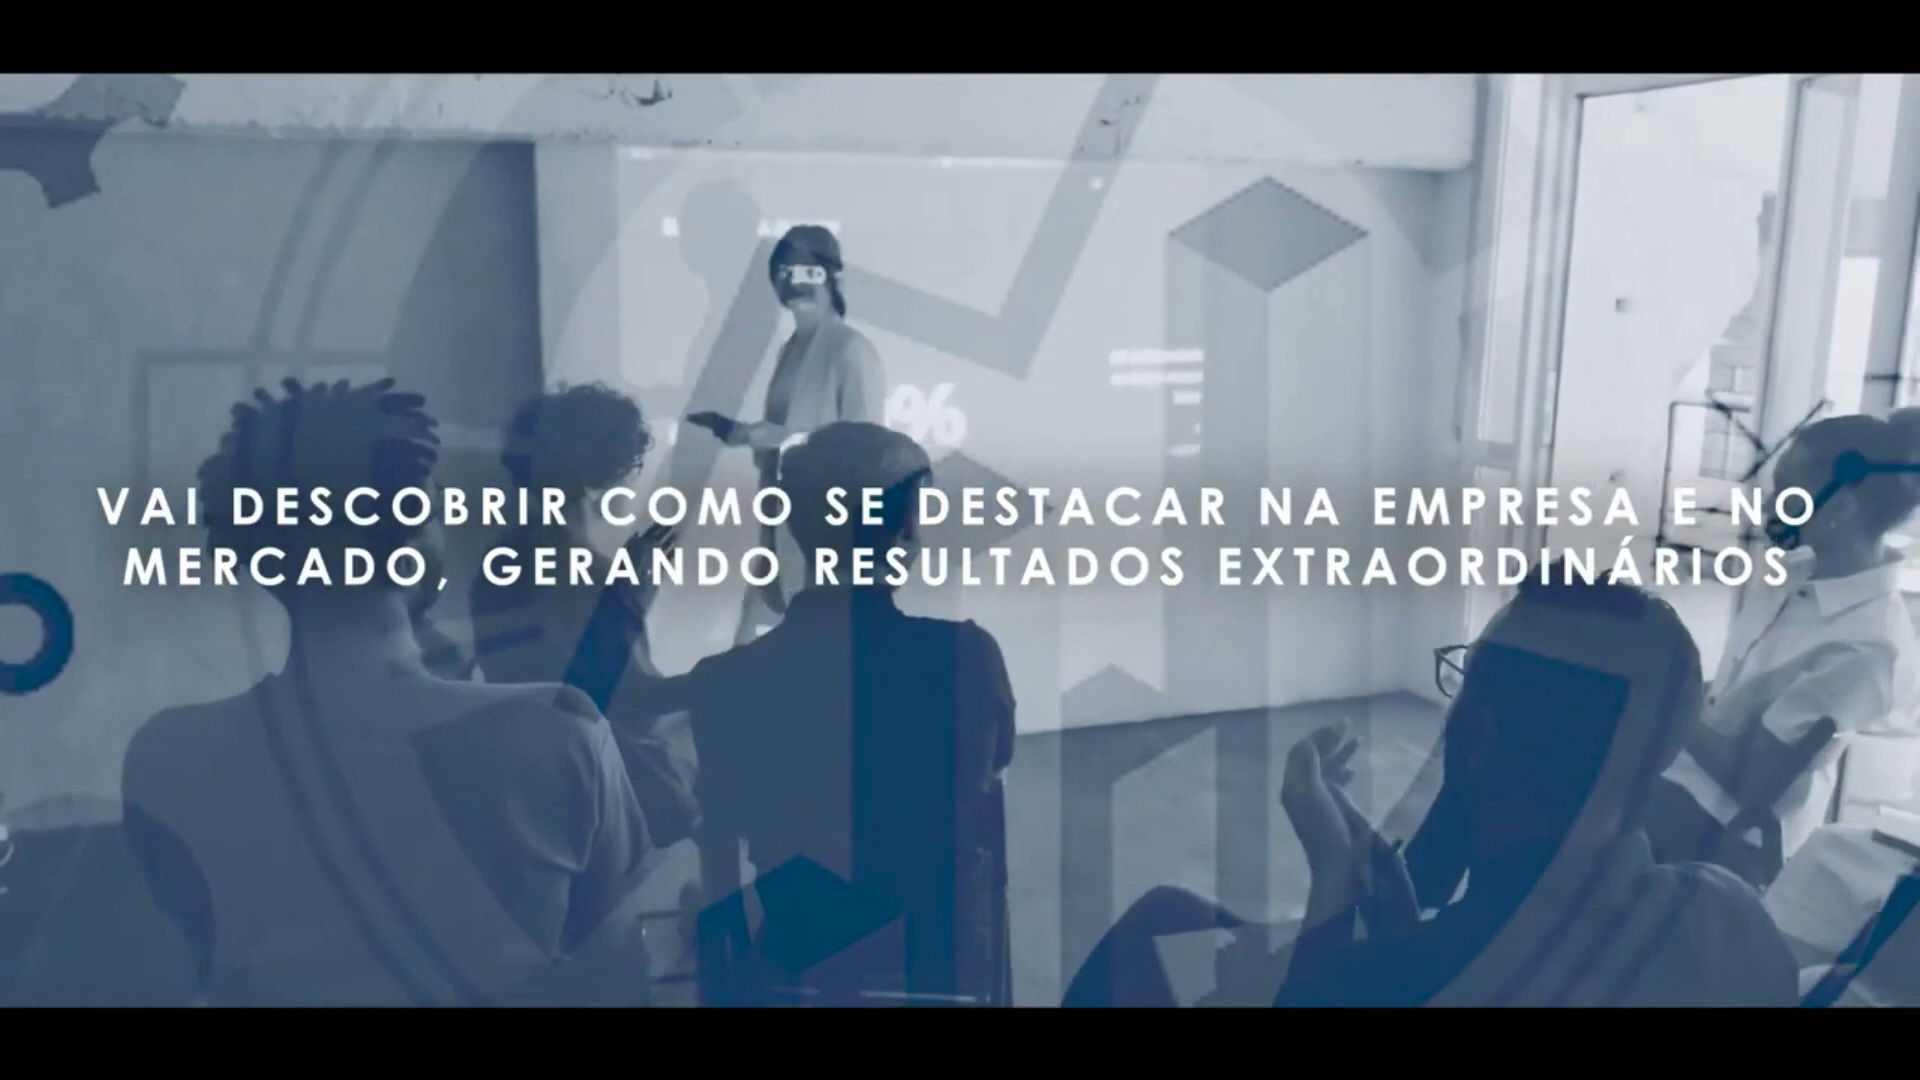 VAI DESCOBRIR COMO SE DESTACAR NA EMPRESA E NO
MERCADO, GERANDO RESULTADOS EXTRAORDINÁRIOS
%